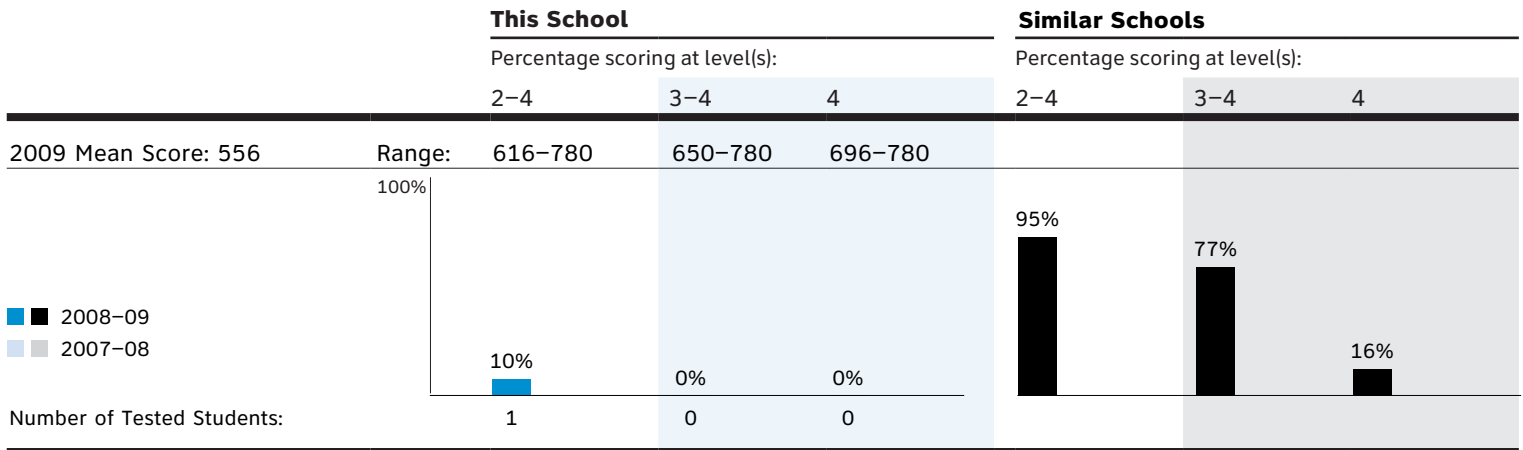 This School Similar Schools
Percentage scoring at level(s): Percentage scoring at level(s):
2–4 3–4 4 2–4 3–4 4
2009 Mean Score: 556 Range: 616–780 650–780 696–780
100%
95%
77%
2008–09
2007–08
16%
10%
0% 0%
Number of Tested Students: 1 0 0